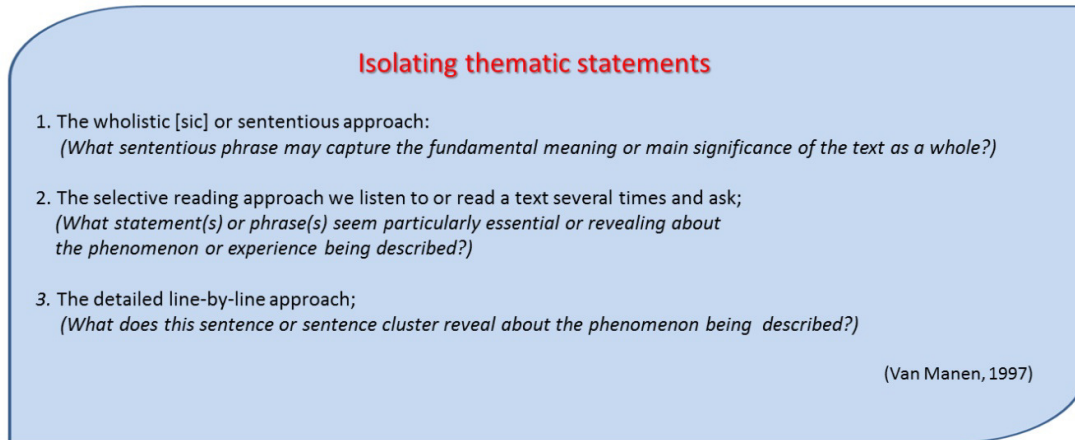 Isolating thematic statements
1. The wholistic [sic] or sententious approach:
(What sententious phrase may capture the fundamental meaning or main significance of the text as a whole?)
2. The selective reading approach we listen to or read a text several times and ask;
(What statement(s) or phrase(s) seem particularly essential or revealing about
the phenomenon or experience being described?)
3. The detailed line-by-line approach;
(What does this sentence or sentence cluster reveal about the phenomenon being described?)
(Van Manen, 1997)